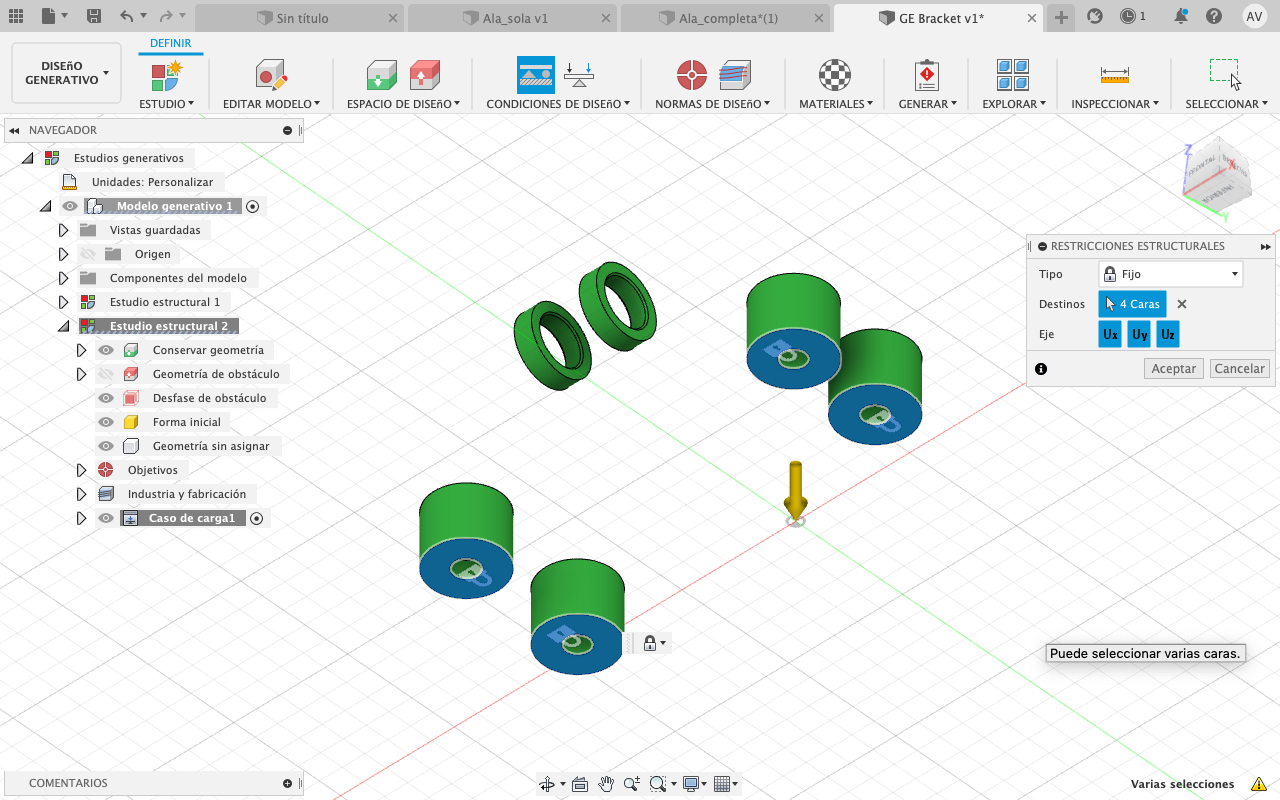 Sin título
Ala_sola v1
Ala_completa*(1)
GE Bracket v1*
1
AV
DISEñO
GENERATIVO
DEFINIR
ESTUDIO
EDITAR MODELO
ESPACIO DE DISEñO
CONDICIONES DE DISEñO
NORMAS DE DISEñO
MATERIALES
GENERAR
EXPLORAR
INSPECCIONAR
SELECCIONAR
NAVEGADOR
Estudios generativos
Unidades: Personalizar
Modelo generativo 1
Vistas guardadas
Origen
Componentes del modelo
Estudio estructural 1
Estudio estructural 2
Conservar geometría
Geometría de obstáculo
Desfase de obstáculo
Forma inicial
Geometría sin asignar
Objetivos
Industria y fabricación
Caso de carga1
Z
X
Y
RESTRICCIONES ESTRUCTURALES
Tipo
Fijo
Destinos
4 Caras
Eje
Ux Uy Uz
Aceptar
Cancelar
Puede seleccionar varias caras.
COMENTARIOS
Varias selecciones